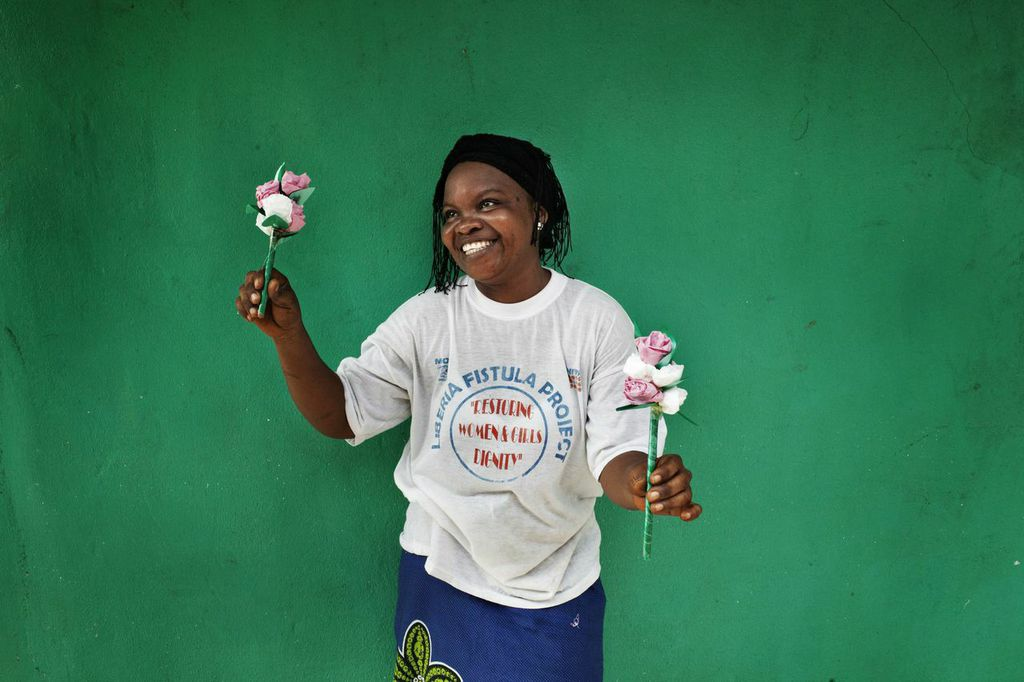 LIBERIA FISTULA PROJECT
"RESTORING
WOMEN & GIRLS
DIGNITY"